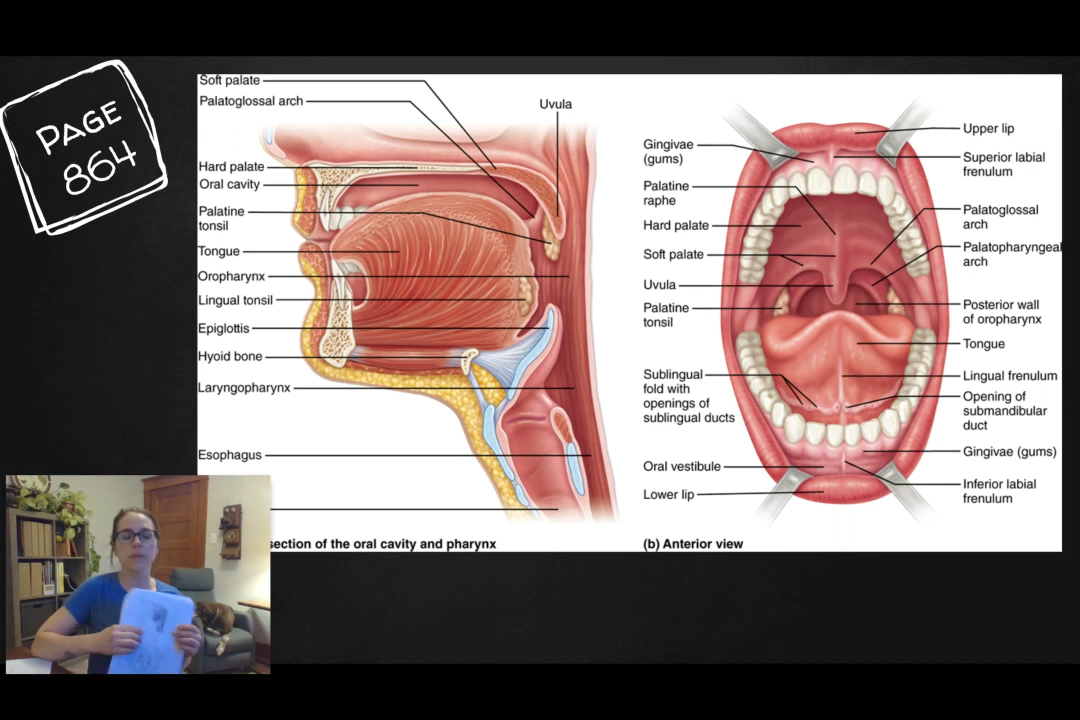 PAGE
864
Soft palate
Palatoglossal arch
Uvula
Hard palate
Oral cavity
Palatine
tonsil
Tongue
Oropharynx
Lingual tonsil
Epiglottis
Hyoid bone
Laryngopharynx
Esophagus
section of the oral cavity and pharynx
Gingivae
(gums)
Palatine
raphe
Hard palate
Soft palate
Uvula
Palatine
tonsil
Sublingual
fold with
openings of
sublingual ducts
Oral vestibule
Lower lip
Upper lip
Superior labial
frenulum
Palatoglossal
arch
Palatopharyngeal
arch
Posterior wall
of oropharynx
Tongue
Lingual frenulum
Opening of
submandibular
duct
Gingivae (gums)
Inferior labial
frenulum
(b) Anterior view